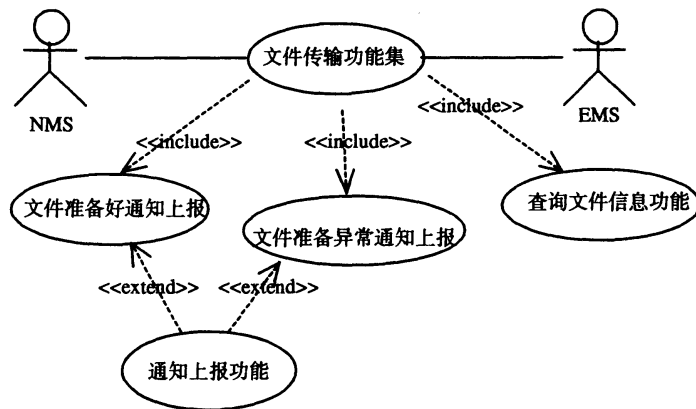 文件传输功能集
NMS
EMS
<<include>>
<<include>>
<<include>>
文件准备好通知上报
文件准备异常通知上报
查询文件信息功能
<<extend>>
<<extend>>
通知上报功能